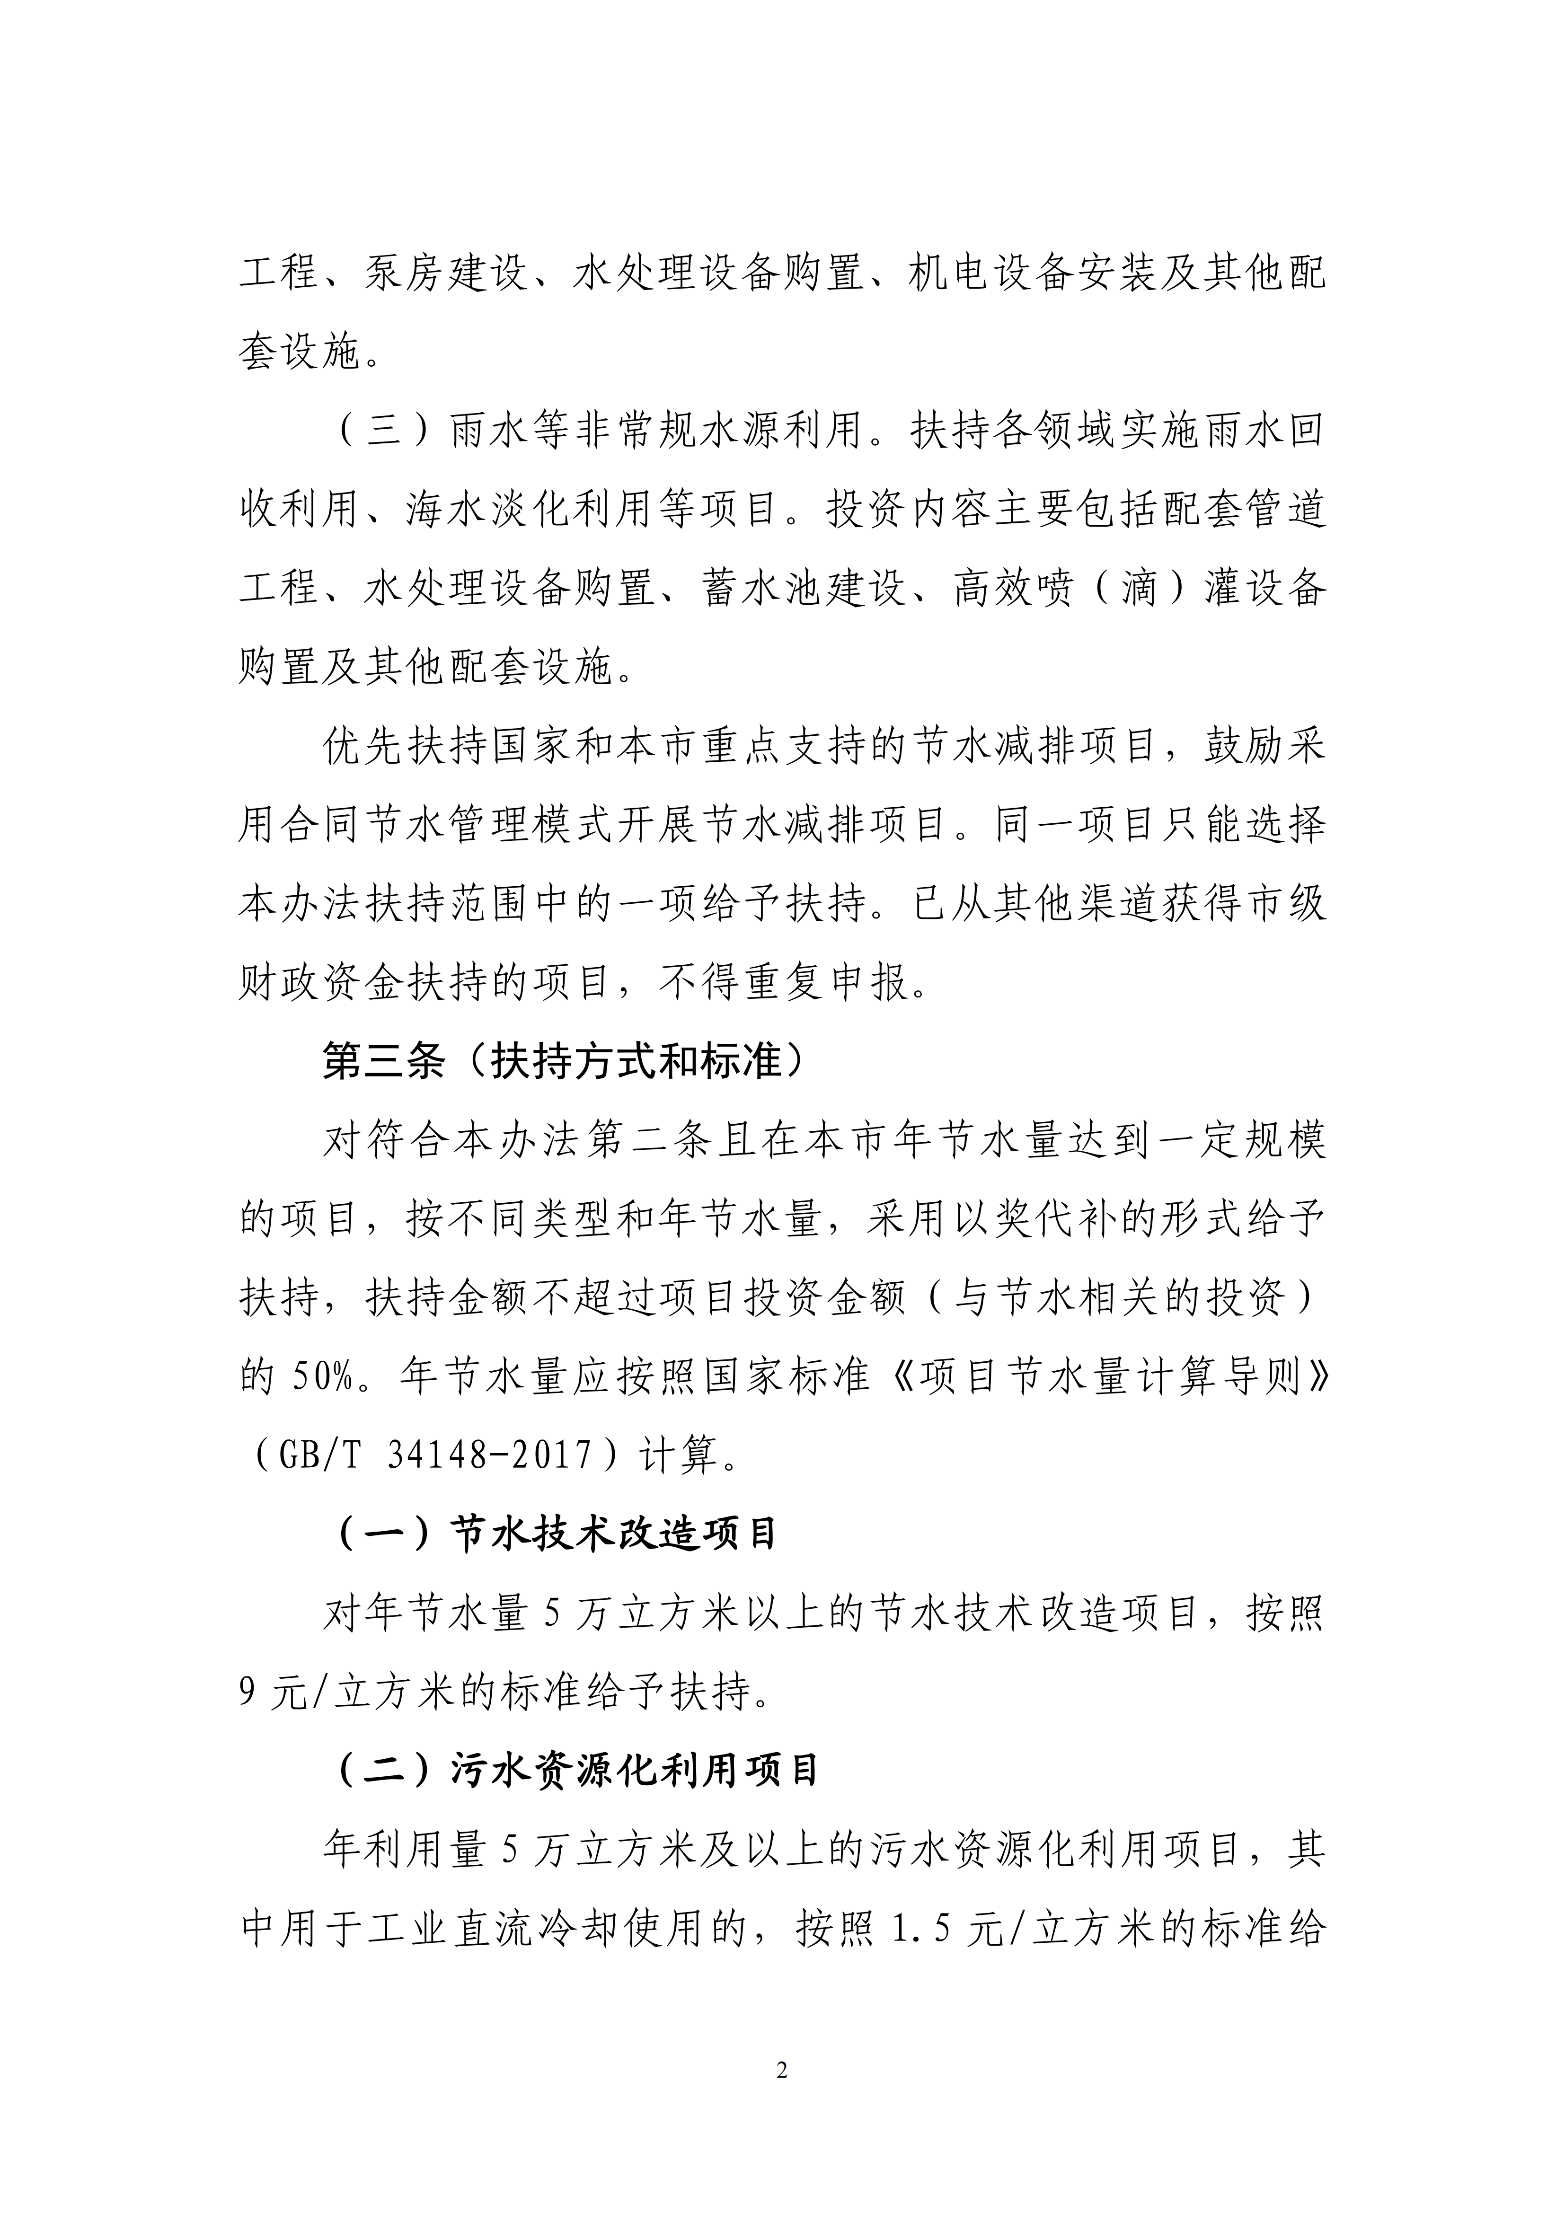 工程、泵房建设、水处理设备购置、机电设备安装及其他配
套设施。
（三）雨水等非常规水源利用。扶持各领域实施雨水回
收利用、海水淡化利用等项目。投资内容主要包括配套管道
工程、水处理设备购置、蓄水池建设、高效喷（滴）灌设备
购置及其他配套设施。
优先扶持国家和本市重点支持的节水减排项目，鼓励采
用合同节水管理模式开展节水减排项目。同一项目只能选择
本办法扶持范围中的一项给予扶持。已从其他渠道获得市级
财政资金扶持的项目，不得重复申报。
第三条（扶持方式和标准）
对符合本办法第二条且在本市年节水量达到一定规模
的项目，按不同类型和年节水量，采用以奖代补的形式给予
扶持，扶持金额不超过项目投资金额（与节水相关的投资）
的 50%。年节水量应按照国家标准《项目节水量计算导则》
（GB/T 34148-2017）计算。
（一）节水技术改造项目
对年节水量 5 万立方米以上的节水技术改造项目，按照
9 元/立方米的标准给予扶持。
（二）污水资源化利用项目
年利用量 5 万立方米及以上的污水资源化利用项目，其
中用于工业直流冷却使用的，按照 1.5 元/立方米的标准给
2